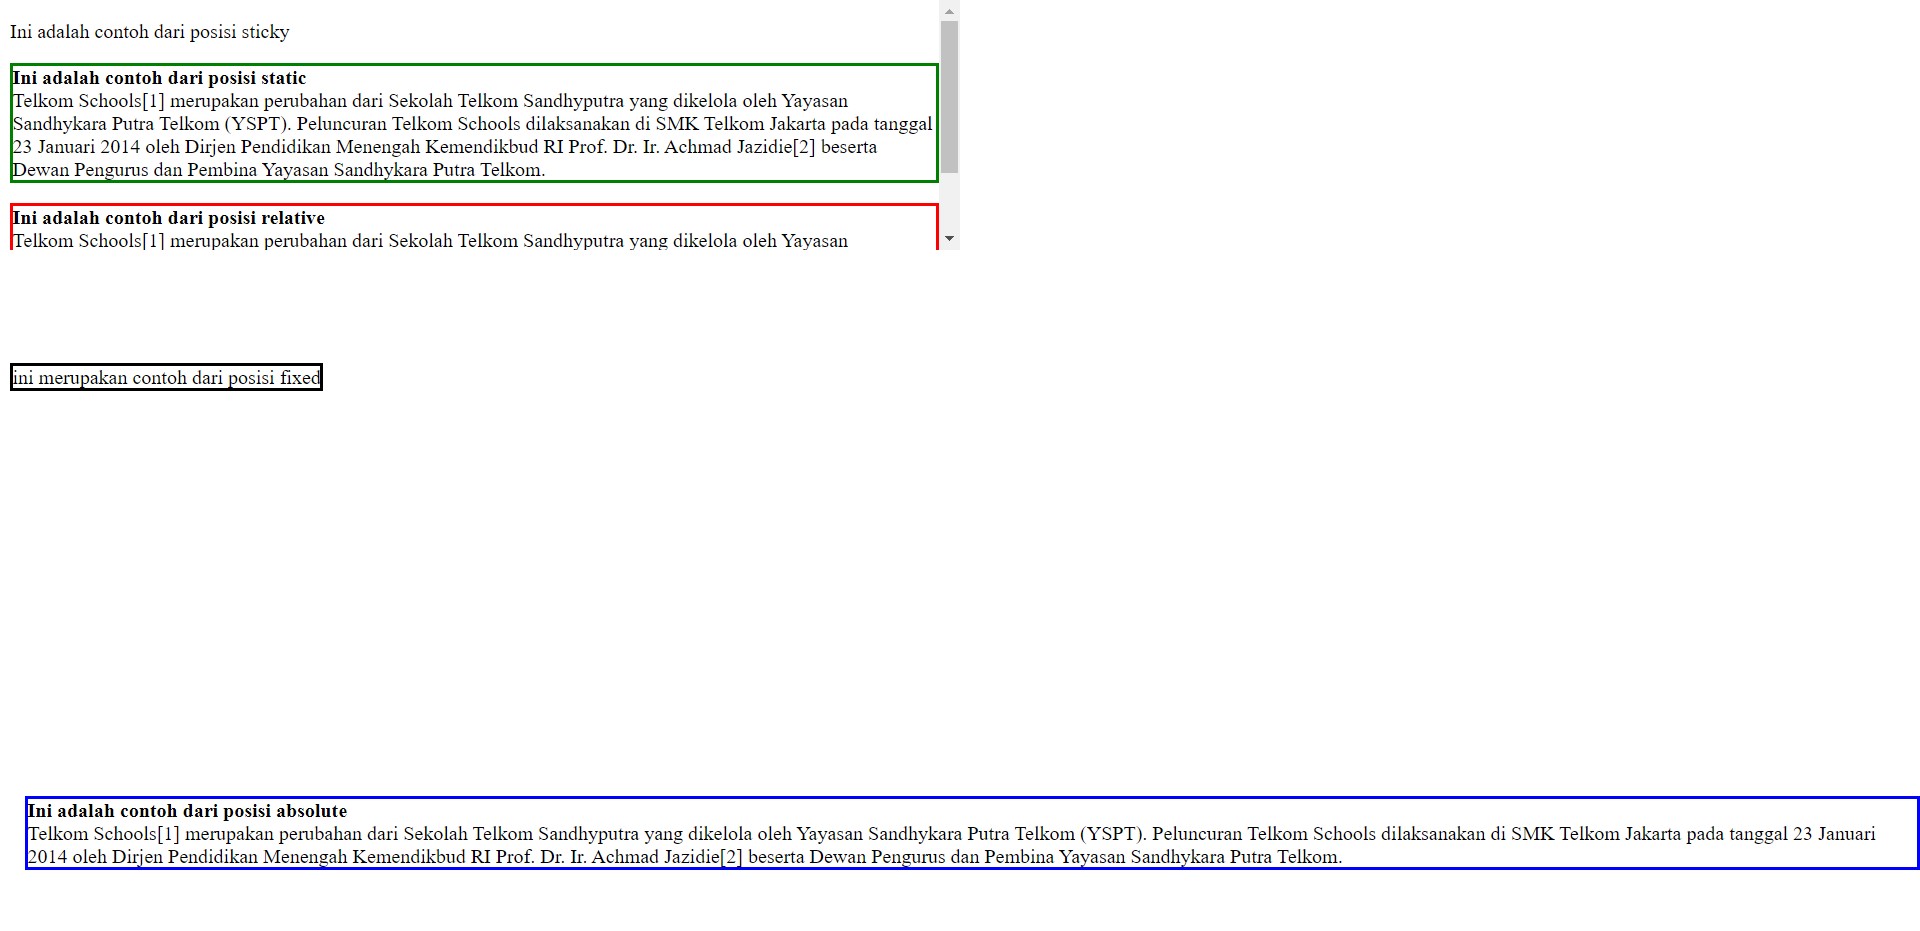 Ini adalah contoh dari posisi sticky
Ini adalah contoh dari posisi static
Telkom Schools[1] merupakan perubahan dari Sekolah Telkom Sandhyputra yang dikelola oleh Yayasan
Sandhykara Putra Telkom (YSPT). Peluncuran Telkom Schools dilaksanakan di SMK Telkom Jakarta pada tanggal
23 Januari 2014 oleh Dirjen Pendidikan Menengah Kemendikbud RI Prof. Dr. Ir. Achmad Jazidie[2] beserta
Dewan Pengurus dan Pembina Yayasan Sandhykara Putra Telkom.
Ini adalah contoh dari posisi relative
Telkom Schools[1] merupakan perubahan dari Sekolah Telkom Sandhyputra yang dikelola oleh Yayasan
ini merupakan contoh dari posisi fixed
Ini adalah contoh dari posisi absolute
Telkom Schools[1] merupakan perubahan dari Sekolah Telkom Sandhyputra yang dikelola oleh Yayasan Sandhykara Putra Telkom (YSPT). Peluncuran Telkom Schools dilaksanakan di SMK Telkom Jakarta pada tanggal 23 Januari
2014 oleh Dirjen Pendidikan Menengah Kemendikbud RI Prof. Dr. Ir. Achmad Jazidie[2] beserta Dewan Pengurus dan Pembina Yayasan Sandhykara Putra Telkom.